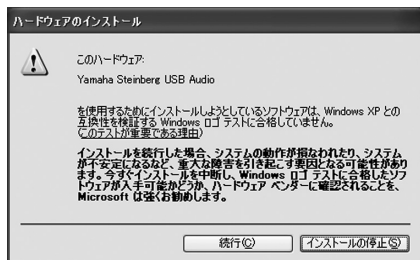 ハードウェアのインストール
このハードウェア:
Yamaha Steinberg USB Audio
を使用するためにインストールしようとしているソフトウェアは、Windows XP との
互換性を検証する Windows ロゴ テストに合格していません。
(このテストが重要である理由)
インストールを続行した場合、システムの動作が損なわれたり、システム
が不安定になるなど、重大な障害を引き起こす要因となる可能性があり
ます。今すぐインストールを中断し、Windows ロゴ テストに合格したソフ
トウェアが入手可能かどうか、ハードウェア ベンダーに確認されることを、
Microsoft は強くお勧めします。
続行(C)
インストールの停止(S)